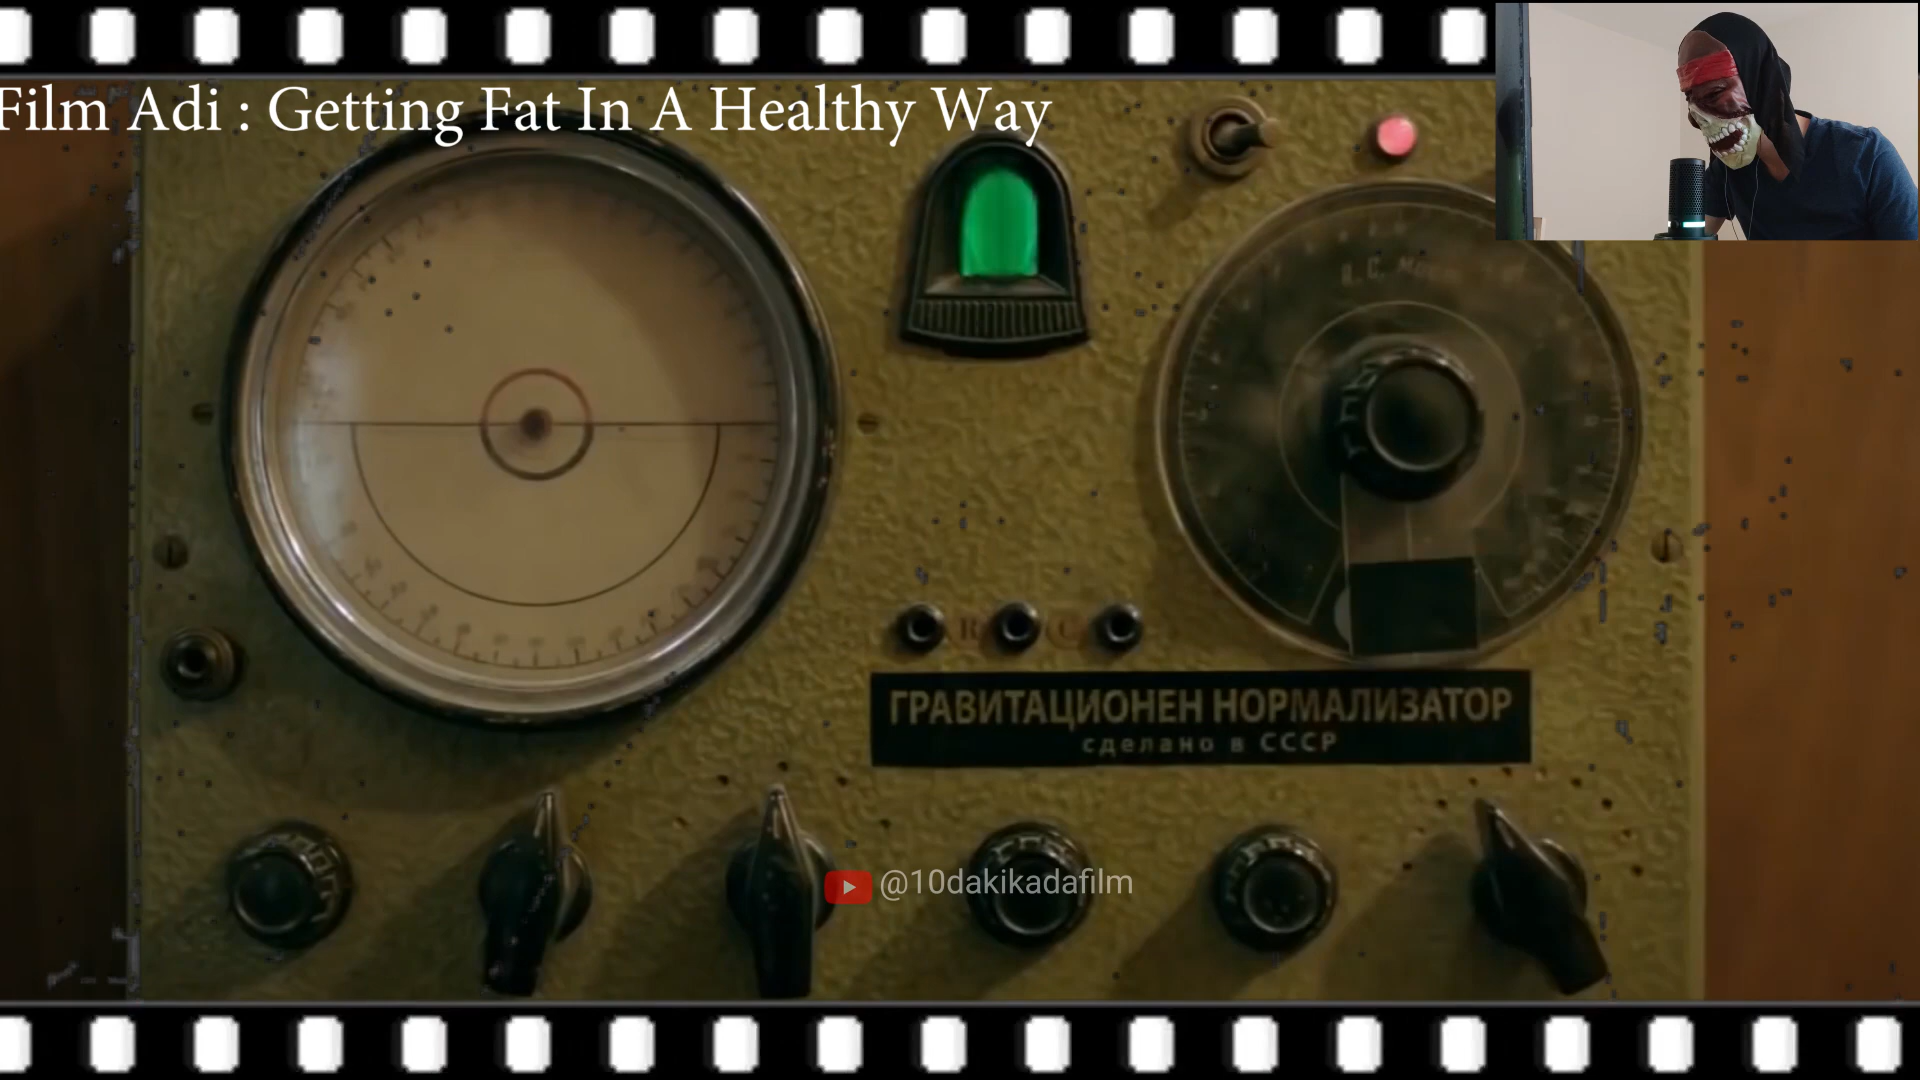 Film Adi : Getting Fat In A Healthy Way
R C
ГРАВИТАЦИОНЕН НОРМАЛИЗАТОР
сделано в СССР
@10dakikadafilm